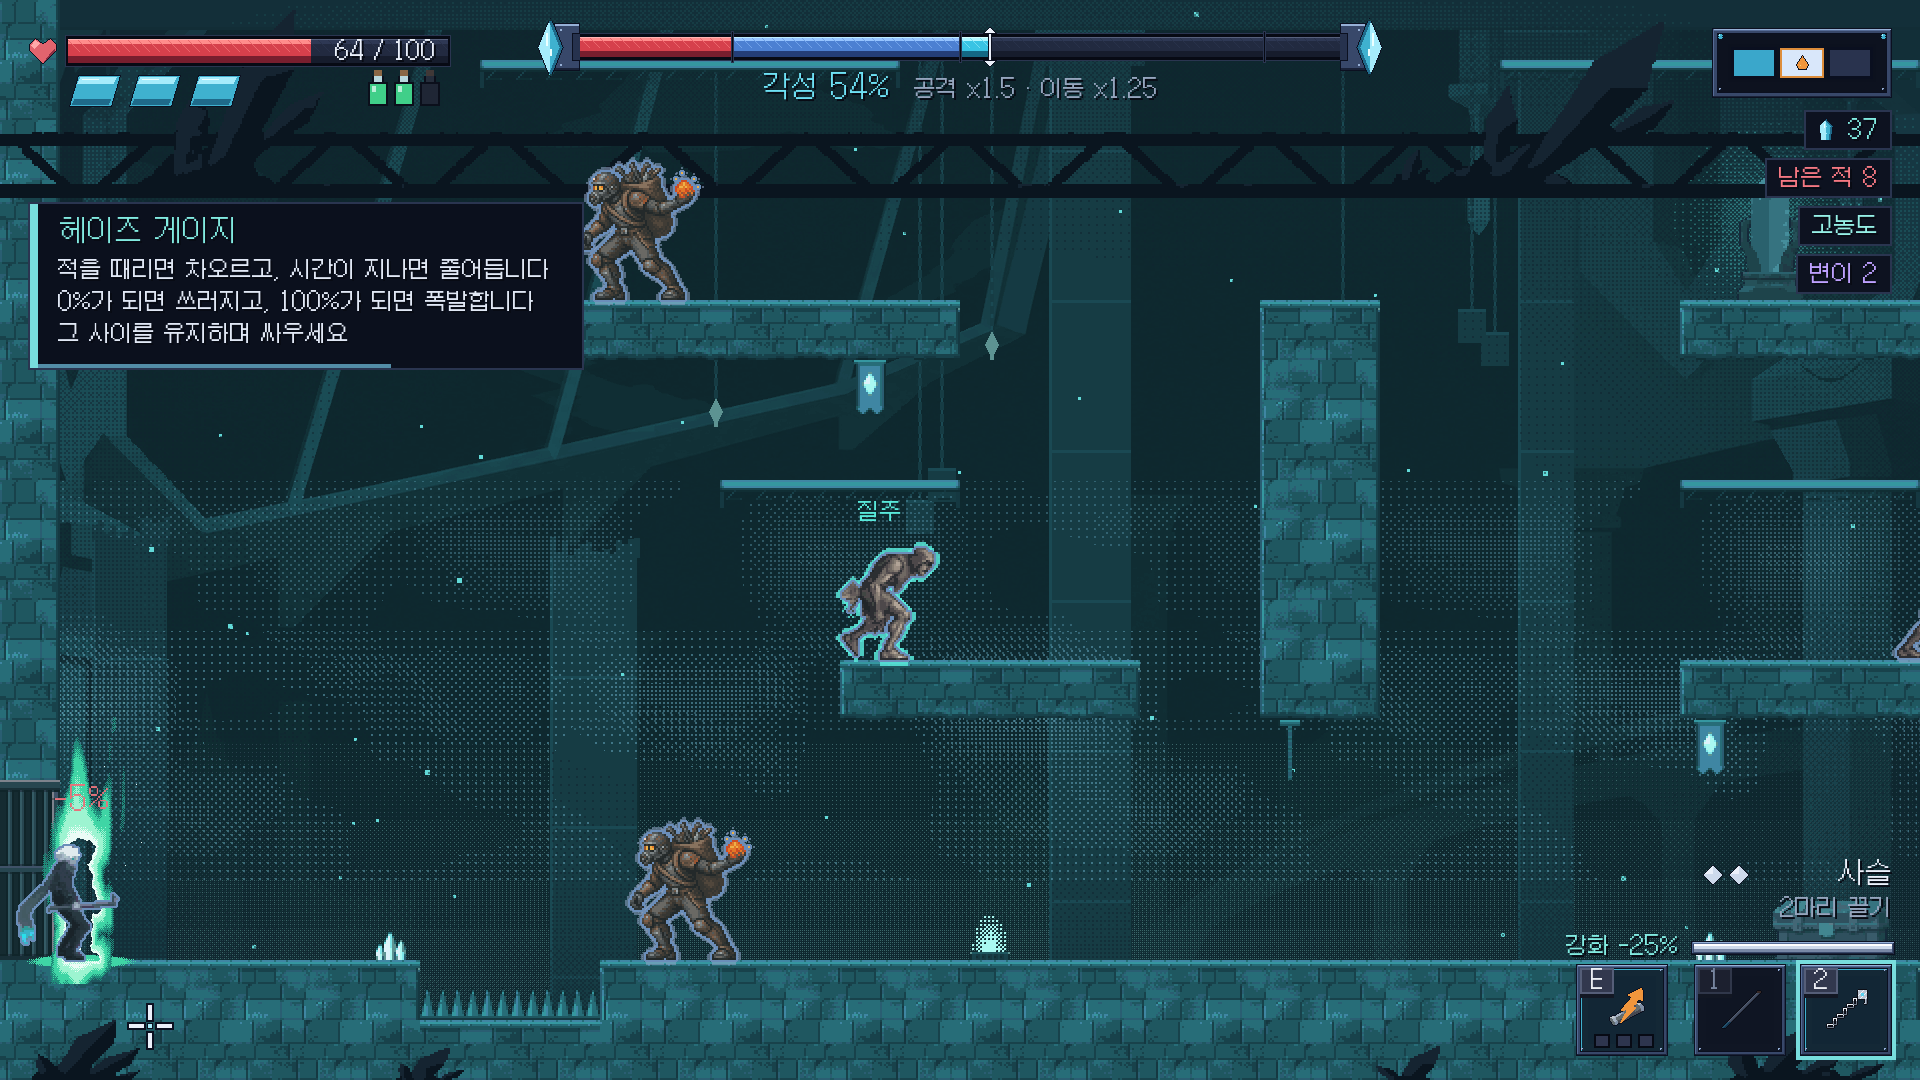 64 / 100
각성 54% 공격 x1.5 · 이동 x1.25
37
남은 적 8
고농도
변이 2
헤이즈 게이지
적을 때리면 차오르고, 시간이 지나면 줄어듭니다
0%가 되면 쓰러지고, 100%가 되면 폭발합니다
그 사이를 유지하며 싸우세요
질주
-5%
사슬
2마리 끌기
강화 -25%
E
1
2